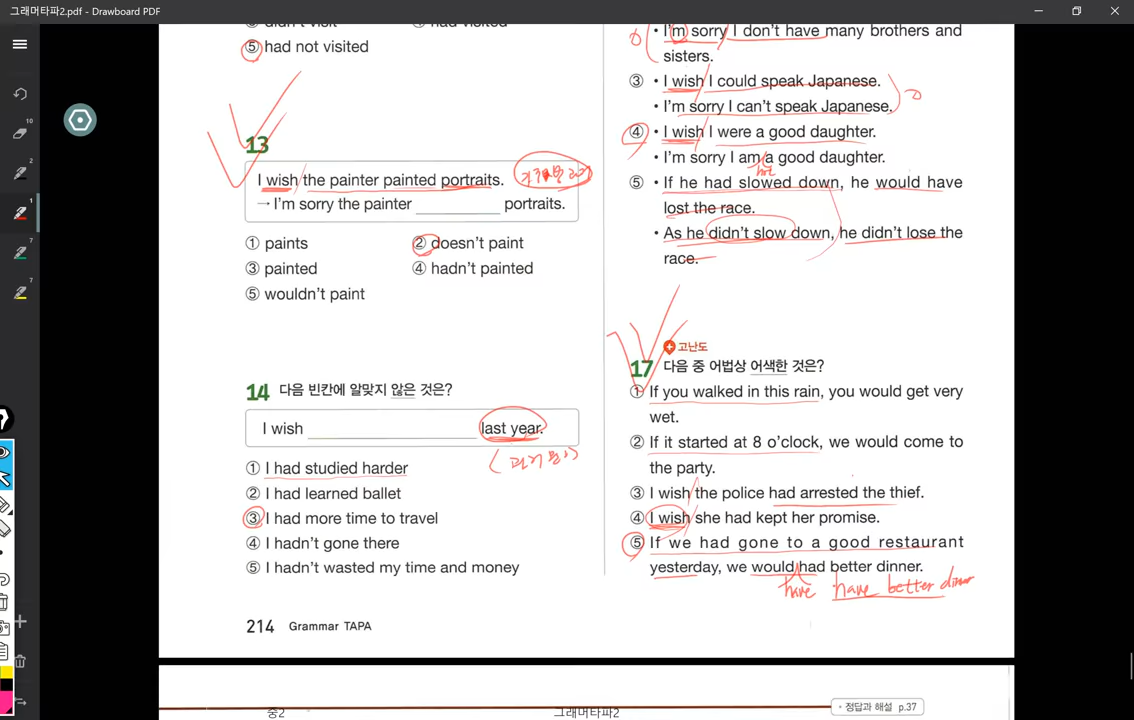 그래머타파2.pdf - Drawboard PDF
⑤ had not visited
13
I wish the painter painted portraits.
→ I'm sorry the painter ________ portraits.
① paints
② doesn't paint
③ painted
④ hadn't painted
⑤ wouldn't paint
14 다음 빈칸에 알맞지 않은 것은?
I wish ________ last year.
① I had studied harder
② I had learned ballet
③ I had more time to travel
④ I hadn't gone there
⑤ I hadn't wasted my time and money
214 Grammar TAPA
• I'm sorry I don't have many brothers and
sisters.
③ • I wish I could speak Japanese.
• I'm sorry I can't speak Japanese.
④ • I wish I were a good daughter.
• I'm sorry I am a good daughter.
not
⑤ • If he had slowed down, he would have
lost the race.
• As he didn't slow down, he didn't lose the
race.
고난도
17 다음 중 어법상 어색한 것은?
① If you walked in this rain, you would get very
wet.
② If it started at 8 o'clock, we would come to
the party.
③ I wish the police had arrested the thief.
④ I wish she had kept her promise.
⑤ If we had gone to a good restaurant
yesterday, we would had better dinner.
have have better dinner
중2
그래머타파2
• 정답과 해설 p.37
10
2
1
7
7